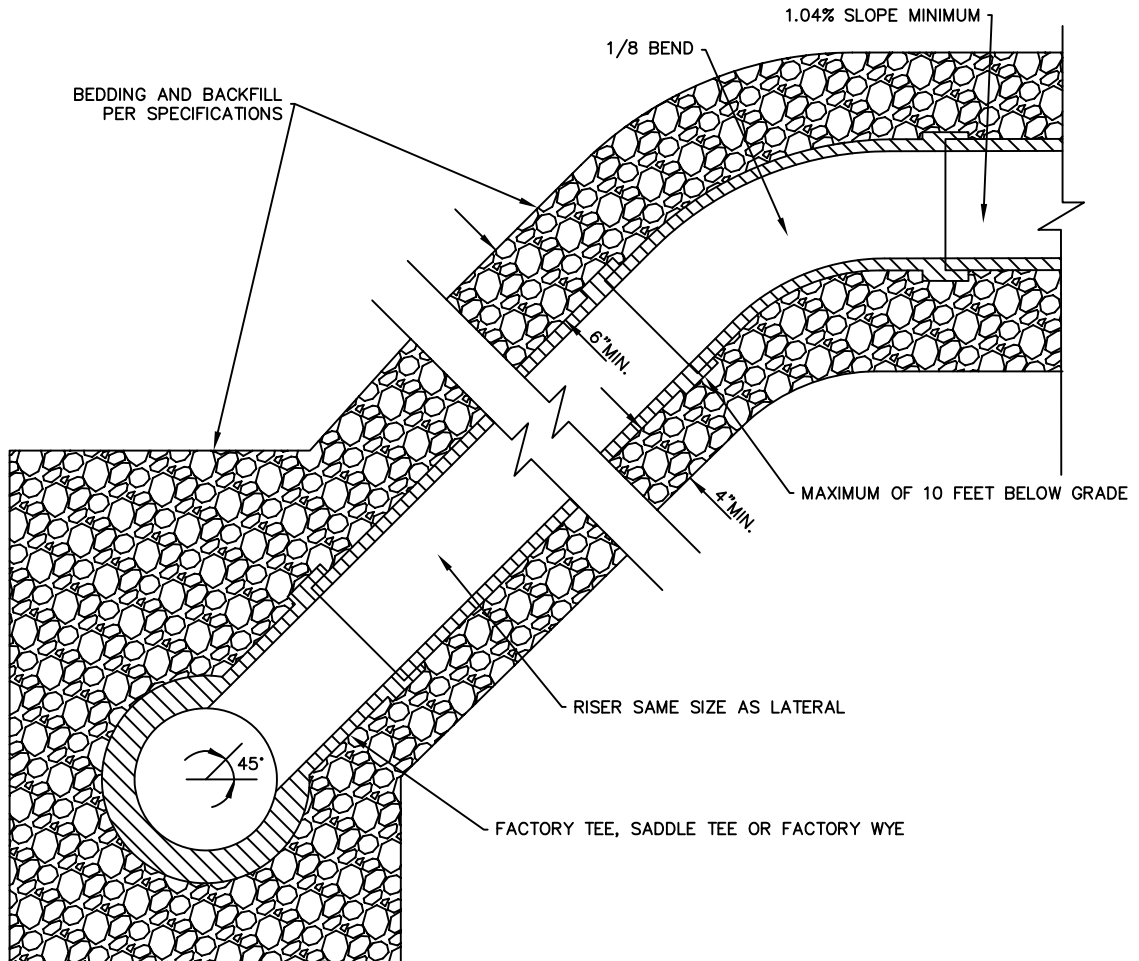 1.04% SLOPE MINIMUM
1/8 BEND
BEDDING AND BACKFILL
PER SPECIFICATIONS
6"MIN.
MAXIMUM OF 10 FEET BELOW GRADE
4"MIN.
RISER SAME SIZE AS LATERAL
45°
FACTORY TEE, SADDLE TEE OR FACTORY WYE